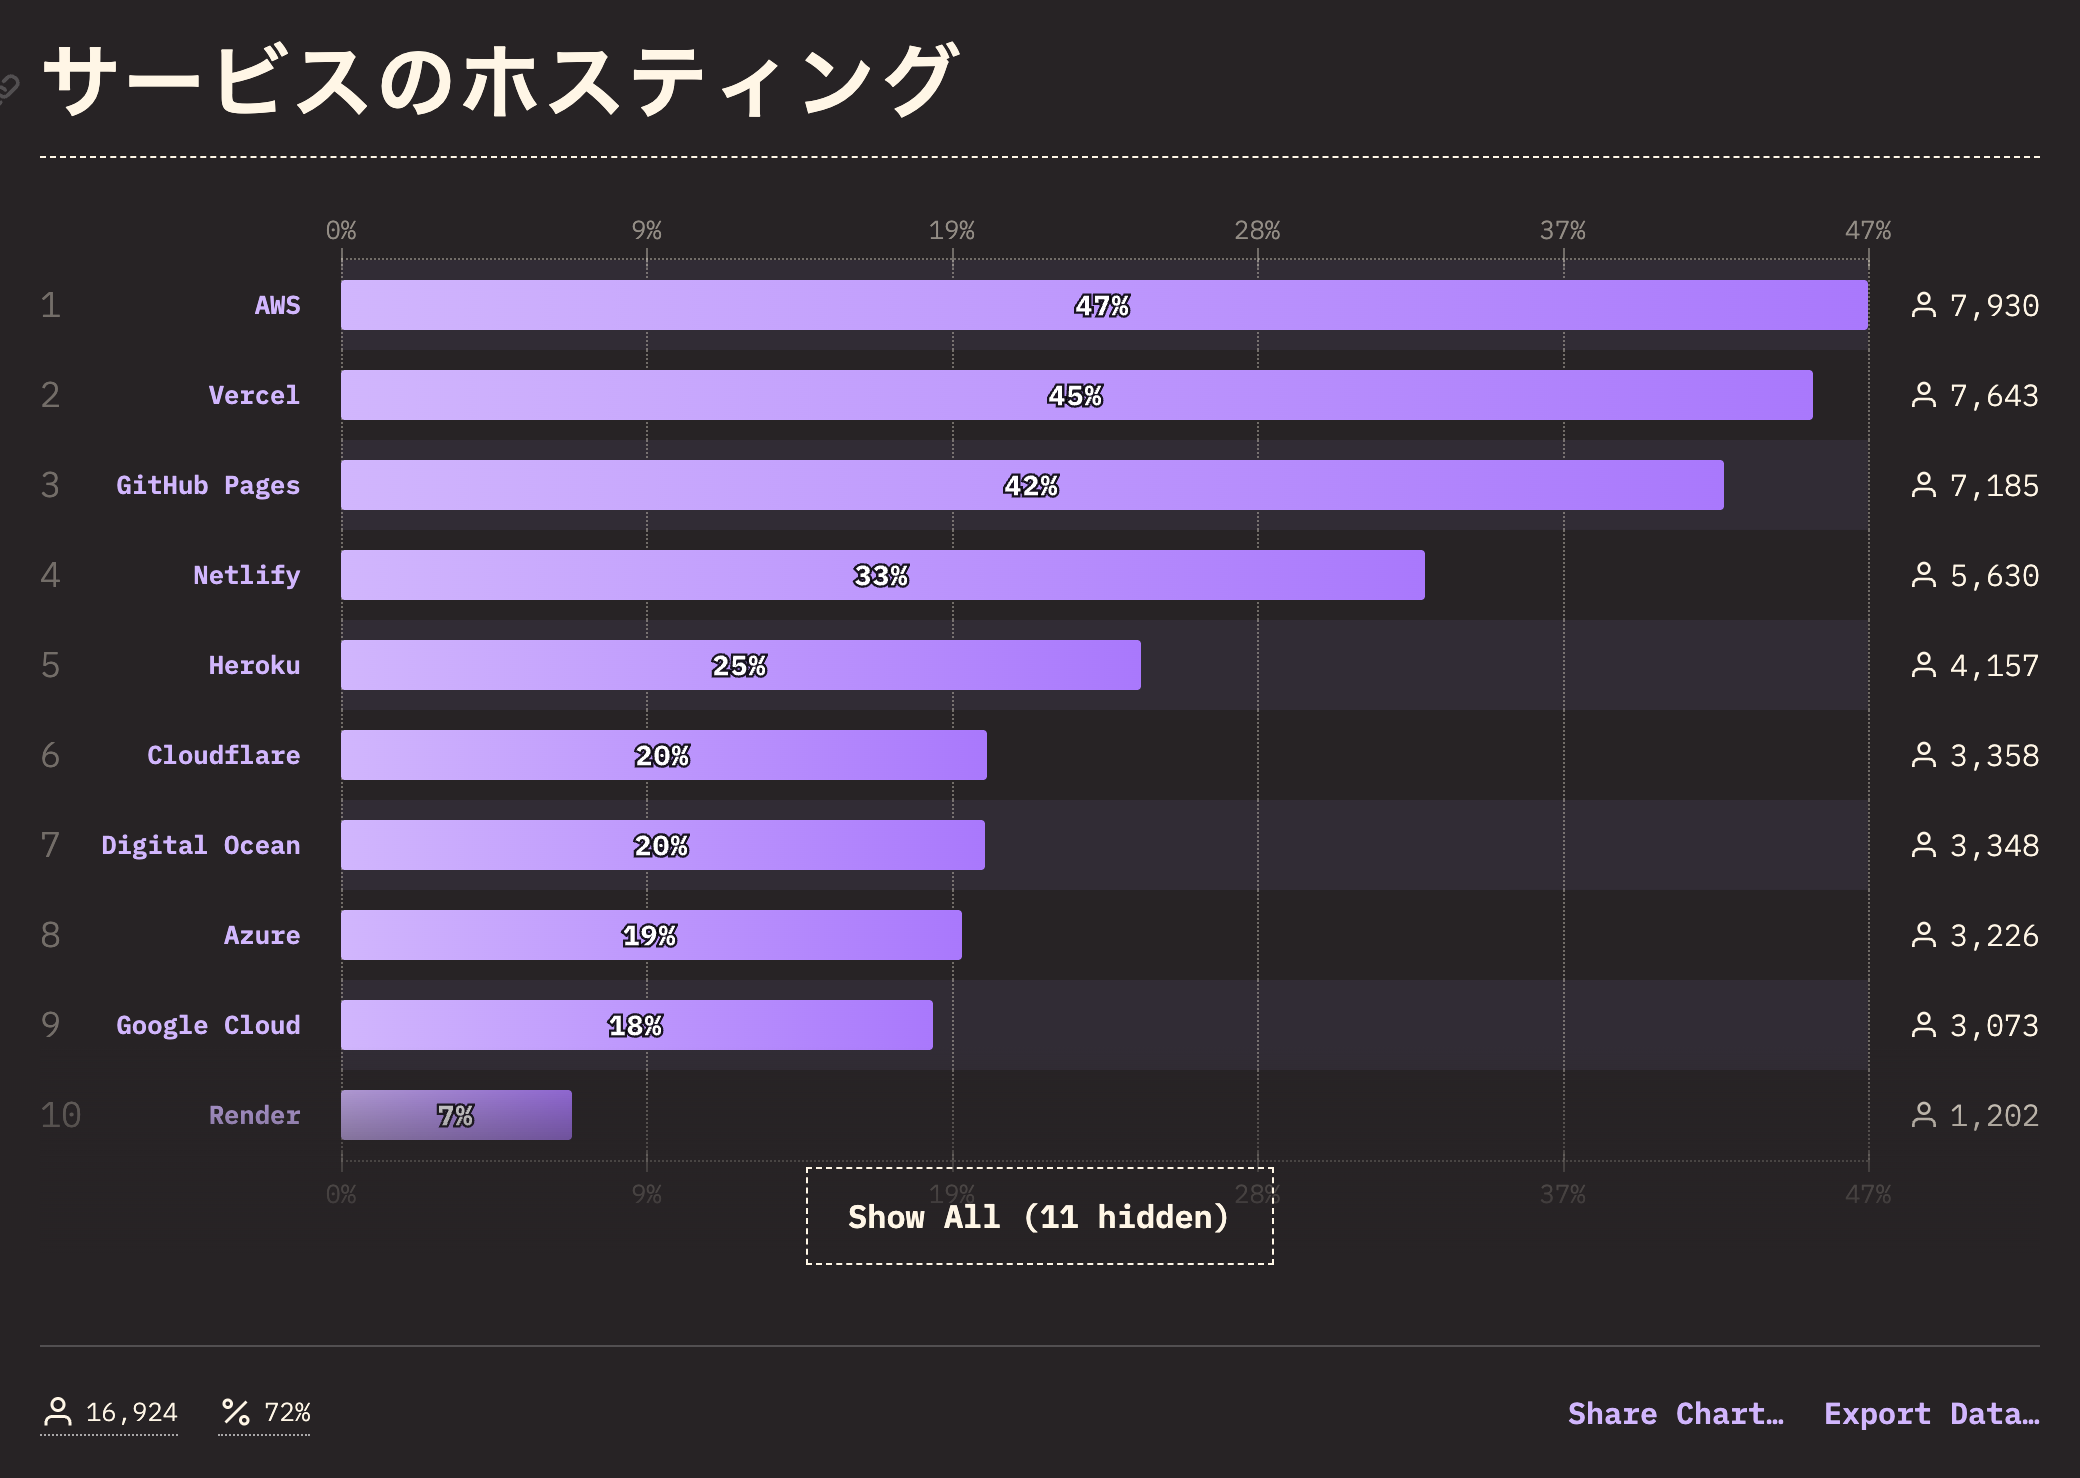 サービスのホスティング
0% 9% 19% 28% 37% 47%
1 AWS 47% 7,930
2 Vercel 45% 7,643
3 GitHub Pages 42% 7,185
4 Netlify 33% 5,630
5 Heroku 25% 4,157
6 Cloudflare 20% 3,358
7 Digital Ocean 20% 3,348
8 Azure 19% 3,226
9 Google Cloud 18% 3,073
10 Render 7% 1,202
0% 9% 19% 28% 37% 47%
Show All (11 hidden)
16,924 72% Share Chart… Export Data…